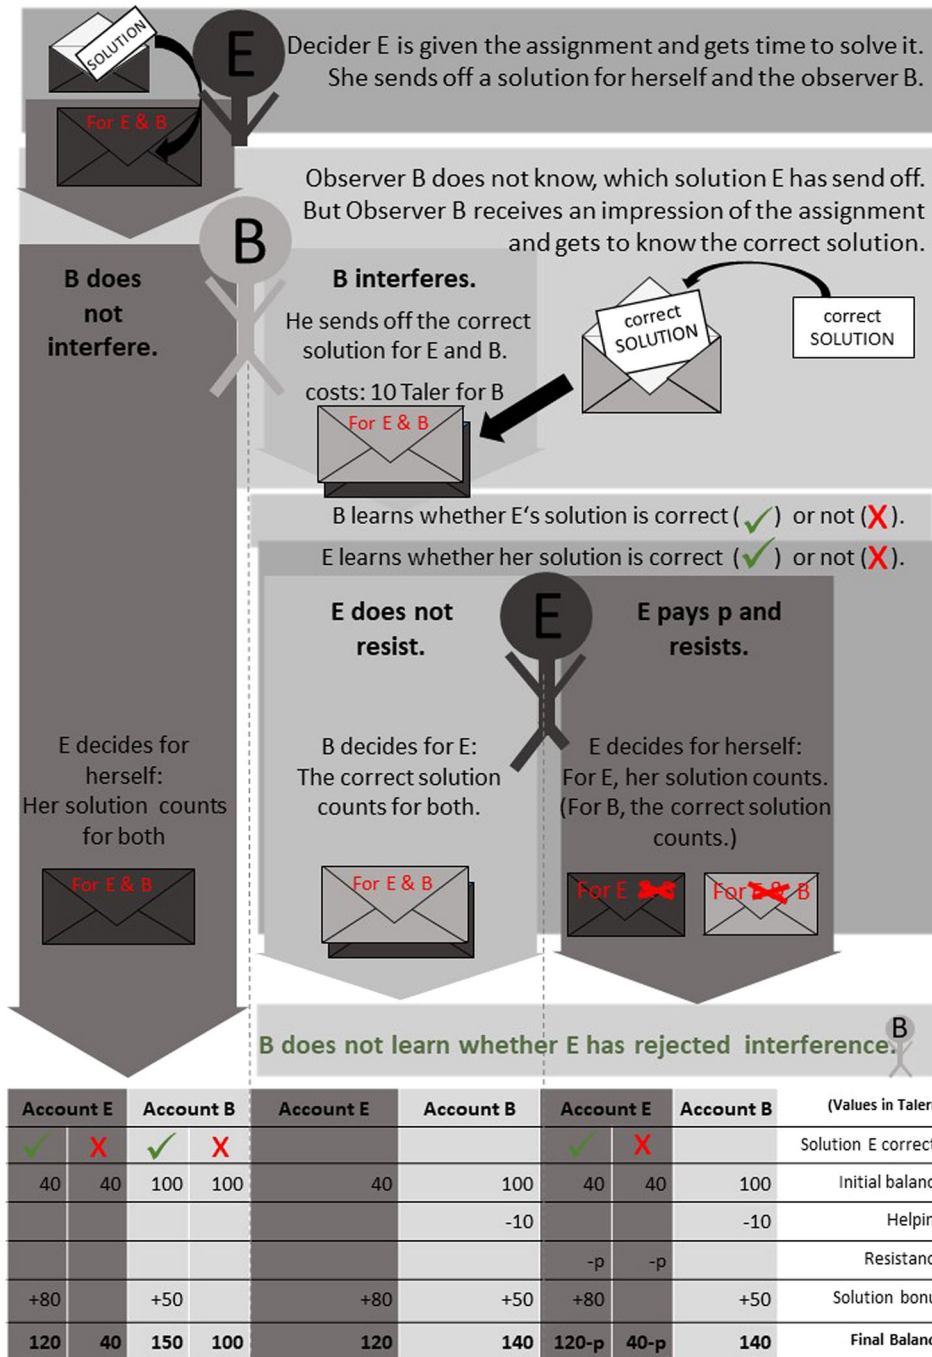 SOLUTION
E
Decider E is given the assignment and gets time to solve it.
She sends off a solution for herself and the observer B.
For E & B
Observer B does not know, which solution E has send off.
But Observer B receives an impression of the assignment
and gets to know the correct solution.
B
B does
not
interfere.
B interferes.
He sends off the correct
solution for E and B.
costs: 10 Taler for B
correct
SOLUTION
correct
SOLUTION
For E & B
B learns whether E's solution is correct (✓) or not (X).
E learns whether her solution is correct (✓) or not (X).
E does not
resist.
E
E pays p and
resists.
E decides for
herself:
Her solution counts
for both
B decides for E:
The correct solution
counts for both.
E decides for herself:
For E, her solution counts.
(For B, the correct solution
counts.)
For E & B
For E & B
For E & B
For E & B
B does not learn whether E has rejected interference.
B
Account E Account B Account E Account B Account E Account B (Values in Taler
✓ X ✓ X ✓ X Solution E correct
40 40 100 100 40 100 40 40 100 Initial balanc
-10 -10 Helpin
-p -p Resistanc
+80 +50 +80 +50 +80 +50 Solution bonu
120 40 150 100 120 140 120-p 40-p 140 Final Balanc